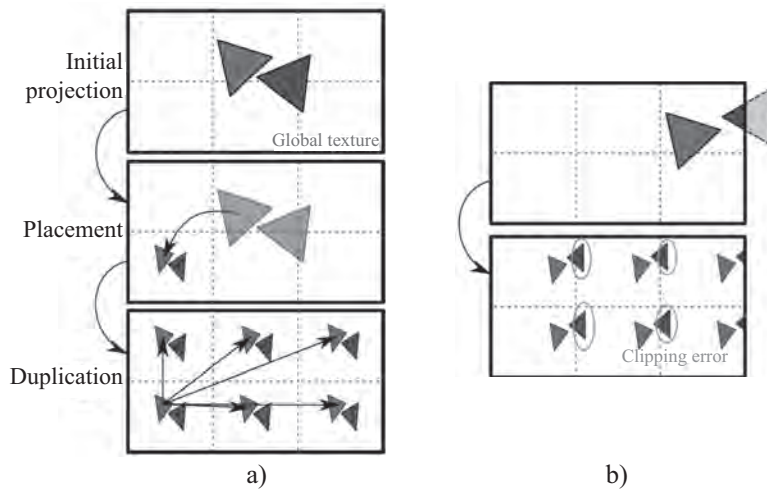 Initial
projection
Global texture
Placement
Duplication
Clipping error
a)
b)